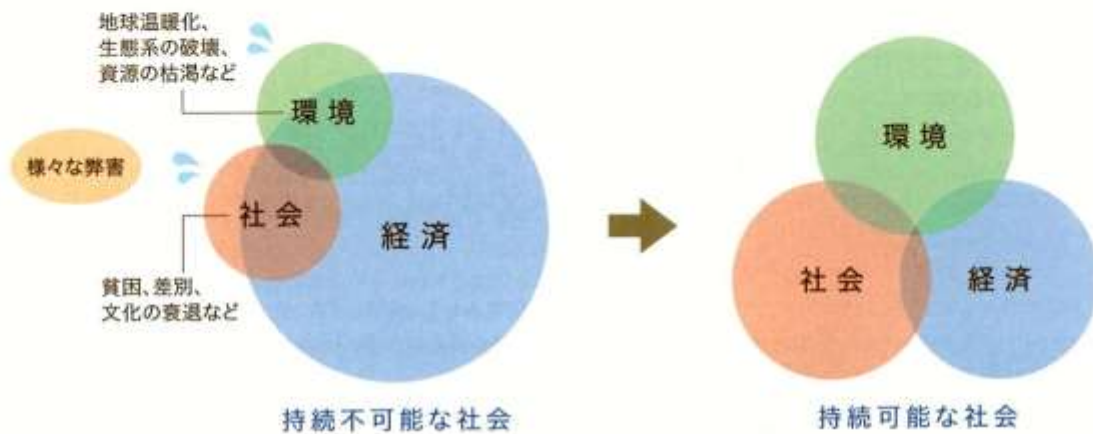 地球温暖化、
生態系の破壊、
資源の枯渇など
環境
様々な弊害
社会
経済
貧困、差別、
文化の衰退など
持続不可能な社会
環境
社会
経済
持続可能な社会